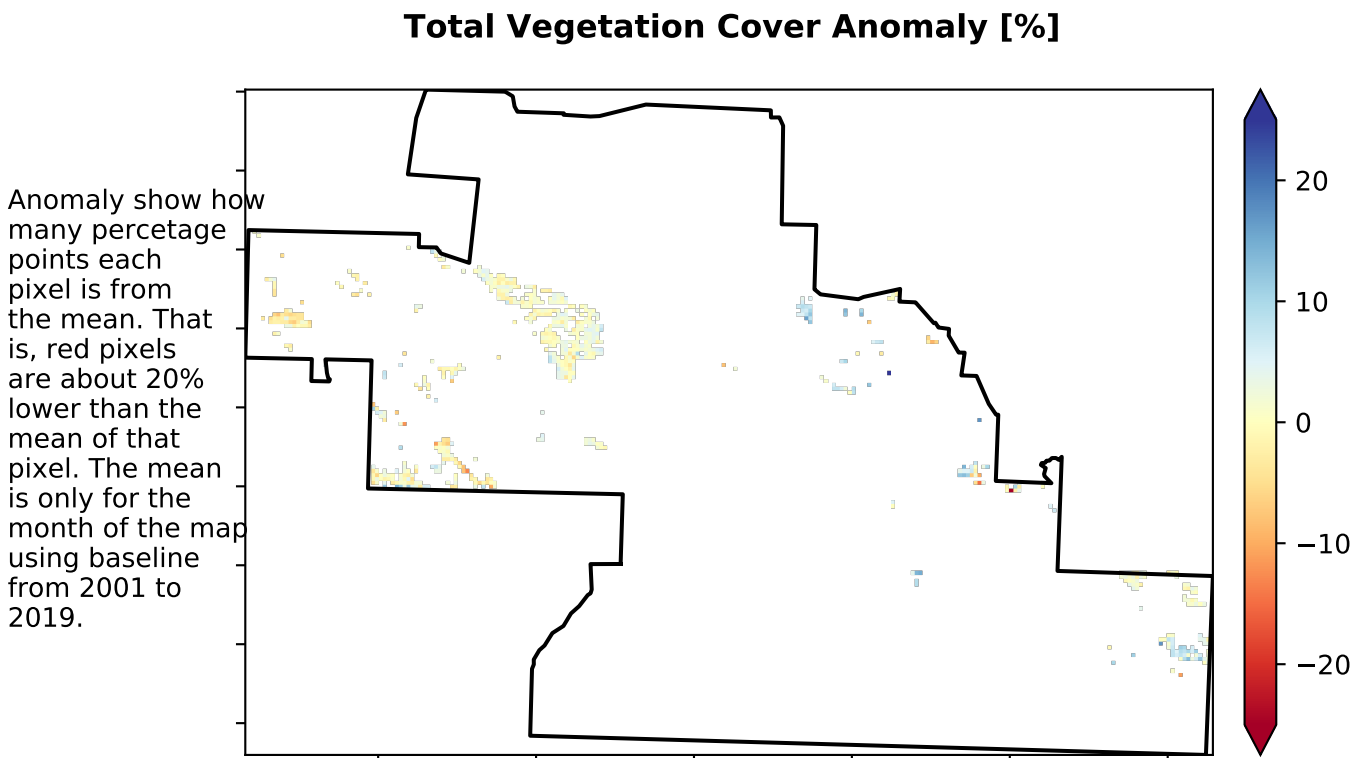 Total Vegetation Cover Anomaly [%]
Anomaly show how
many percetage
points each
pixel is from
the mean. That
is, red pixels
are about 20%
lower than the
mean of that
pixel. The mean
is only for the
month of the map
using baseline
from 2001 to
2019.
20
10
0
−10
−20